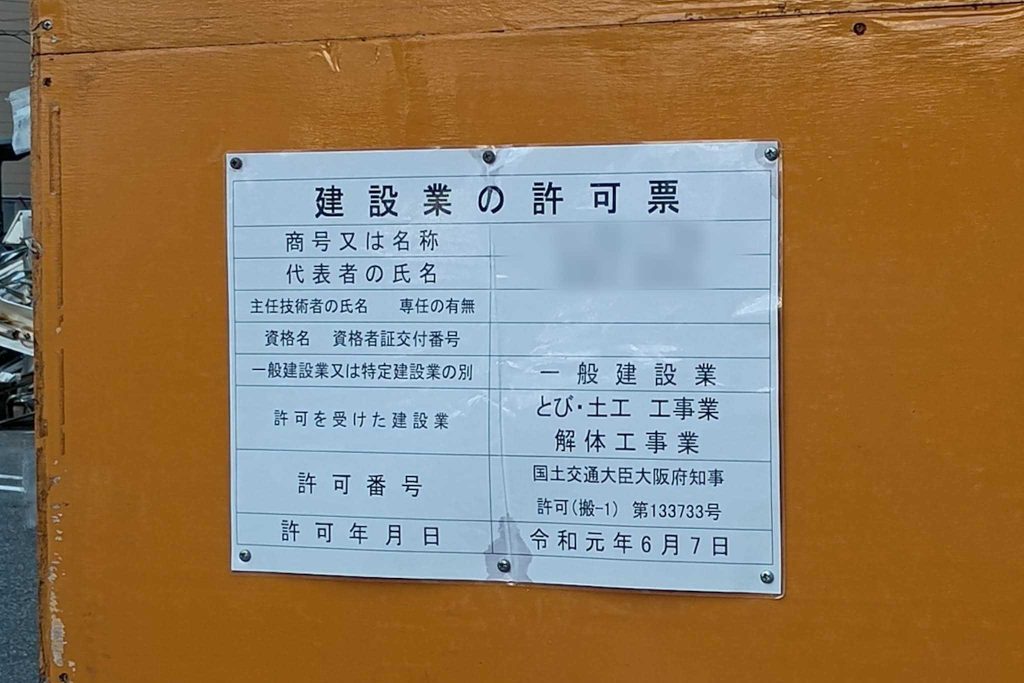 建設業の許可票
商号又は名称
代表者の氏名
主任技術者の氏名 専任の有無
資格名 資格者証交付番号
一般建設業又は特定建設業の別 一般建設業
許可を受けた建設業 とび・土工 工事業
解体工事業
許可番号 国土交通大臣大阪府知事
許可(搬-1) 第133733号
許可年月日 令和元年6月7日